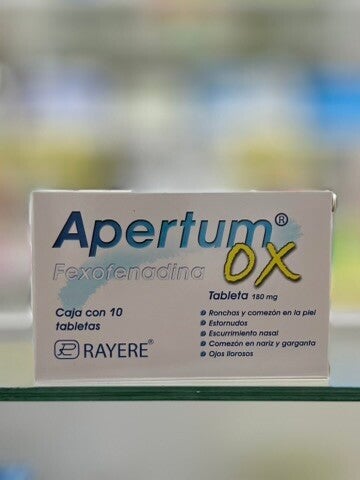 Apertum®
OX
Fexofenadina
Tableta 180 mg
Caja con 10
tabletas
RAYERE®
Ronchas y comezón en la piel
Estornudos
Escurrimiento nasal
Comezón en nariz y garganta
Ojos llorosos